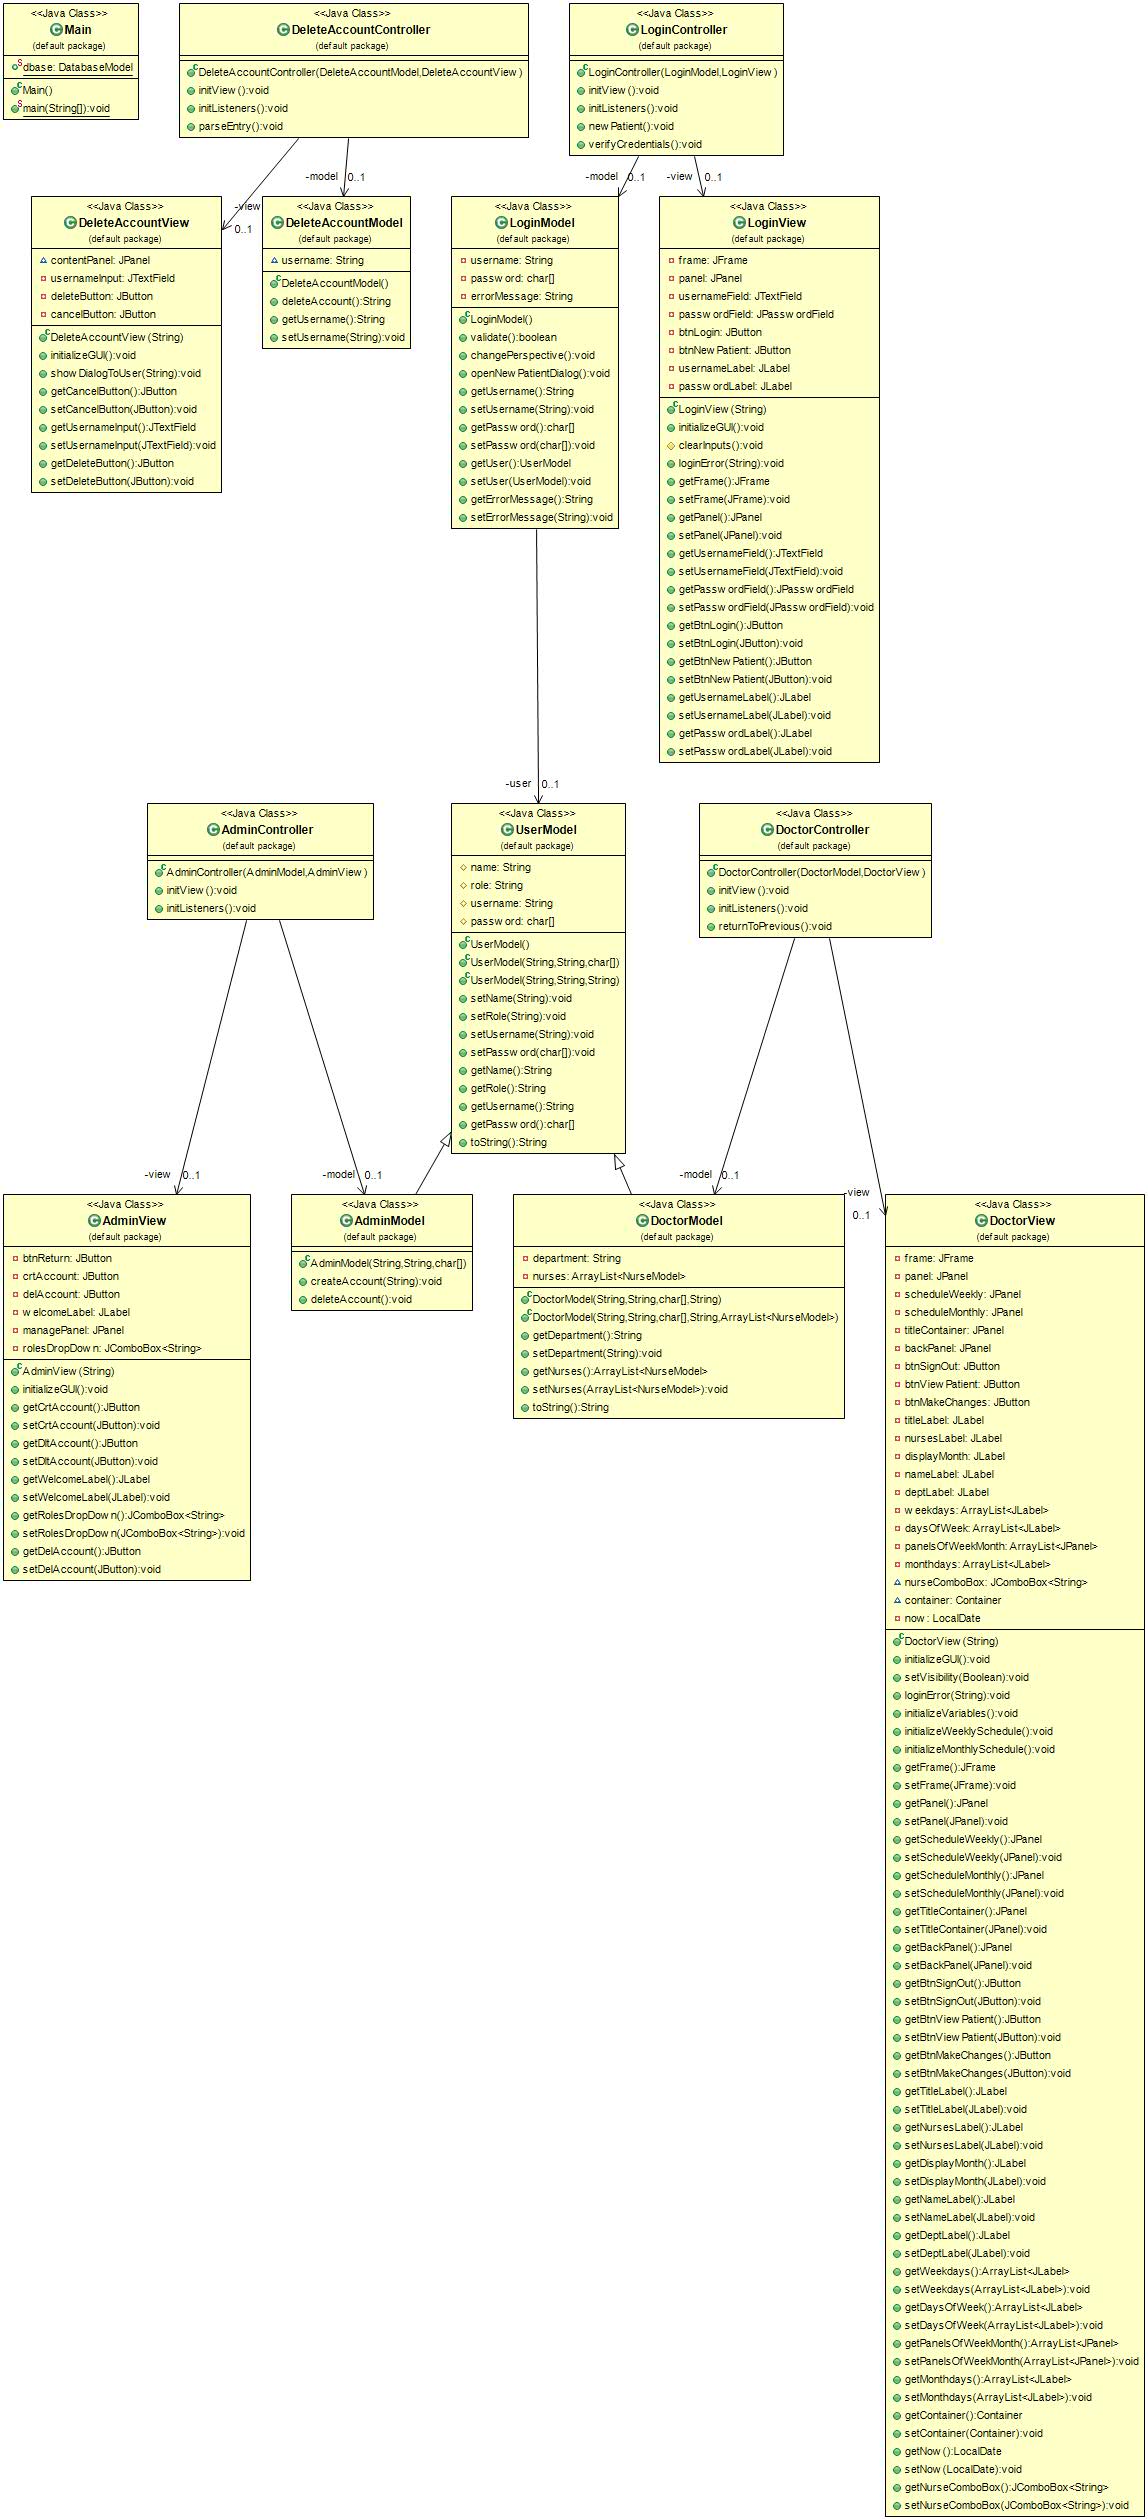 <<Java Class>>
Main
(default package)
dbase: DatabaseModel
Main()
main(String[]):void
<<Java Class>>
DeleteAccountController
(default package)
DeleteAccountController(DeleteAccountModel,DeleteAccountView)
initView():void
initListeners():void
parseEntry():void
<<Java Class>>
LoginController
(default package)
LoginController(LoginModel,LoginView)
initView():void
initListeners():void
newPatient():void
verifyCredentials():void
-view
0..1
-model 0..1
-model 0..1
-view 0..1
<<Java Class>>
DeleteAccountView
(default package)
contentPanel: JPanel
usernameInput: JTextField
deleteButton: JButton
cancelButton: JButton
DeleteAccountView(String)
initializeGUI():void
showDialogToUser(String):void
getCancelButton():JButton
setCancelButton(JButton):void
getUsernameInput():JTextField
setUsernameInput(JTextField):void
getDeleteButton():JButton
setDeleteButton(JButton):void
<<Java Class>>
DeleteAccountModel
(default package)
username: String
DeleteAccountModel()
deleteAccount():String
getUsername():String
setUsername(String):void
<<Java Class>>
LoginModel
(default package)
username: String
password: char[]
errorMessage: String
LoginModel()
validate():boolean
changePerspective():void
openNewPatientDialog():void
getUsername():String
setUsername(String):void
getPassword():char[]
setPassword(char[]):void
getUser():UserModel
setUser(UserModel):void
getErrorMessage():String
setErrorMessage(String):void
<<Java Class>>
LoginView
(default package)
frame: JFrame
panel: JPanel
usernameField: JTextField
passwordField: JPasswordField
btnLogin: JButton
btnNewPatient: JButton
usernameLabel: JLabel
passwordLabel: JLabel
LoginView(String)
initializeGUI():void
clearInputs():void
loginError(String):void
getFrame():JFrame
setFrame(JFrame):void
getPanel():JPanel
setPanel(JPanel):void
getUsernameField():JTextField
setUsernameField(JTextField):void
getPasswordField():JPasswordField
setPasswordField(JPasswordField):void
getBtnLogin():JButton
setBtnLogin(JButton):void
getBtnNewPatient():JButton
setBtnNewPatient(JButton):void
getUsernameLabel():JLabel
setUsernameLabel(JLabel):void
getPasswordLabel():JLabel
setPasswordLabel(JLabel):void
-user 0..1
<<Java Class>>
AdminController
(default package)
AdminController(AdminModel,AdminView)
initView():void
initListeners():void
<<Java Class>>
UserModel
(default package)
name: String
role: String
username: String
password: char[]
UserModel()
UserModel(String,String,char[])
UserModel(String,String,String)
setName(String):void
setRole(String):void
setUsername(String):void
setPassword(char[]):void
getName():String
getRole():String
getUsername():String
getPassword():char[]
toString():String
<<Java Class>>
DoctorController
(default package)
DoctorController(DoctorModel,DoctorView)
initView():void
initListeners():void
returnToPrevious():void
-view 0..1
-model 0..1
-model 0..1
-view
0..1
<<Java Class>>
AdminView
(default package)
btnReturn: JButton
crtAccount: JButton
delAccount: JButton
welcomeLabel: JLabel
managePanel: JPanel
rolesDropDown: JComboBox<String>
AdminView(String)
initializeGUI():void
getCrtAccount():JButton
setCrtAccount(JButton):void
getDltAccount():JButton
setDltAccount(JButton):void
getWelcomeLabel():JLabel
setWelcomeLabel(JLabel):void
getRolesDropDown():JComboBox<String>
setRolesDropDown(JComboBox<String>):void
getDelAccount():JButton
setDelAccount(JButton):void
<<Java Class>>
AdminModel
(default package)
AdminModel(String,String,char[])
createAccount(String):void
deleteAccount():void
<<Java Class>>
DoctorModel
(default package)
department: String
nurses: ArrayList<NurseModel>
DoctorModel(String,String,char[],String)
DoctorModel(String,String,char[],String,ArrayList<NurseModel>)
getDepartment():String
setDepartment(String):void
getNurses():ArrayList<NurseModel>
setNurses(ArrayList<NurseModel>):void
toString():String
<<Java Class>>
DoctorView
(default package)
frame: JFrame
panel: JPanel
scheduleWeekly: JPanel
scheduleMonthly: JPanel
titleContainer: JPanel
backPanel: JPanel
btnSignOut: JButton
btnViewPatient: JButton
btnMakeChanges: JButton
titleLabel: JLabel
nursesLabel: JLabel
displayMonth: JLabel
nameLabel: JLabel
deptLabel: JLabel
weekdays: ArrayList<JLabel>
daysOfWeek: ArrayList<JLabel>
panelsOfWeekMonth: ArrayList<JPanel>
monthdays: ArrayList<JLabel>
nurseComboBox: JComboBox<String>
container: Container
now: LocalDate
DoctorView(String)
initializeGUI():void
setVisibility(Boolean):void
loginError(String):void
initializeVariables():void
initializeWeeklySchedule():void
initializeMonthlySchedule():void
getFrame():JFrame
setFrame(JFrame):void
getPanel():JPanel
setPanel(JPanel):void
getScheduleWeekly():JPanel
setScheduleWeekly(JPanel):void
getScheduleMonthly():JPanel
setScheduleMonthly(JPanel):void
getTitleContainer():JPanel
setTitleContainer(JPanel):void
getBackPanel():JPanel
setBackPanel(JPanel):void
getBtnSignOut():JButton
setBtnSignOut(JButton):void
getBtnViewPatient():JButton
setBtnViewPatient(JButton):void
getBtnMakeChanges():JButton
setBtnMakeChanges(JButton):void
getTitleLabel():JLabel
setTitleLabel(JLabel):void
getNursesLabel():JLabel
setNursesLabel(JLabel):void
getDisplayMonth():JLabel
setDisplayMonth(JLabel):void
getNameLabel():JLabel
setNameLabel(JLabel):void
getDeptLabel():JLabel
setDeptLabel(JLabel):void
getWeekdays():ArrayList<JLabel>
setWeekdays(ArrayList<JLabel>):void
getDaysOfWeek():ArrayList<JLabel>
setDaysOfWeek(ArrayList<JLabel>):void
getPanelsOfWeekMonth():ArrayList<JPanel>
setPanelsOfWeekMonth(ArrayList<JPanel>):void
getMonthdays():ArrayList<JLabel>
setMonthdays(ArrayList<JLabel>):void
getContainer():Container
setContainer(Container):void
getNow():LocalDate
setNow(LocalDate):void
getNurseComboBox():JComboBox<String>
setNurseComboBox(JComboBox<String>):void